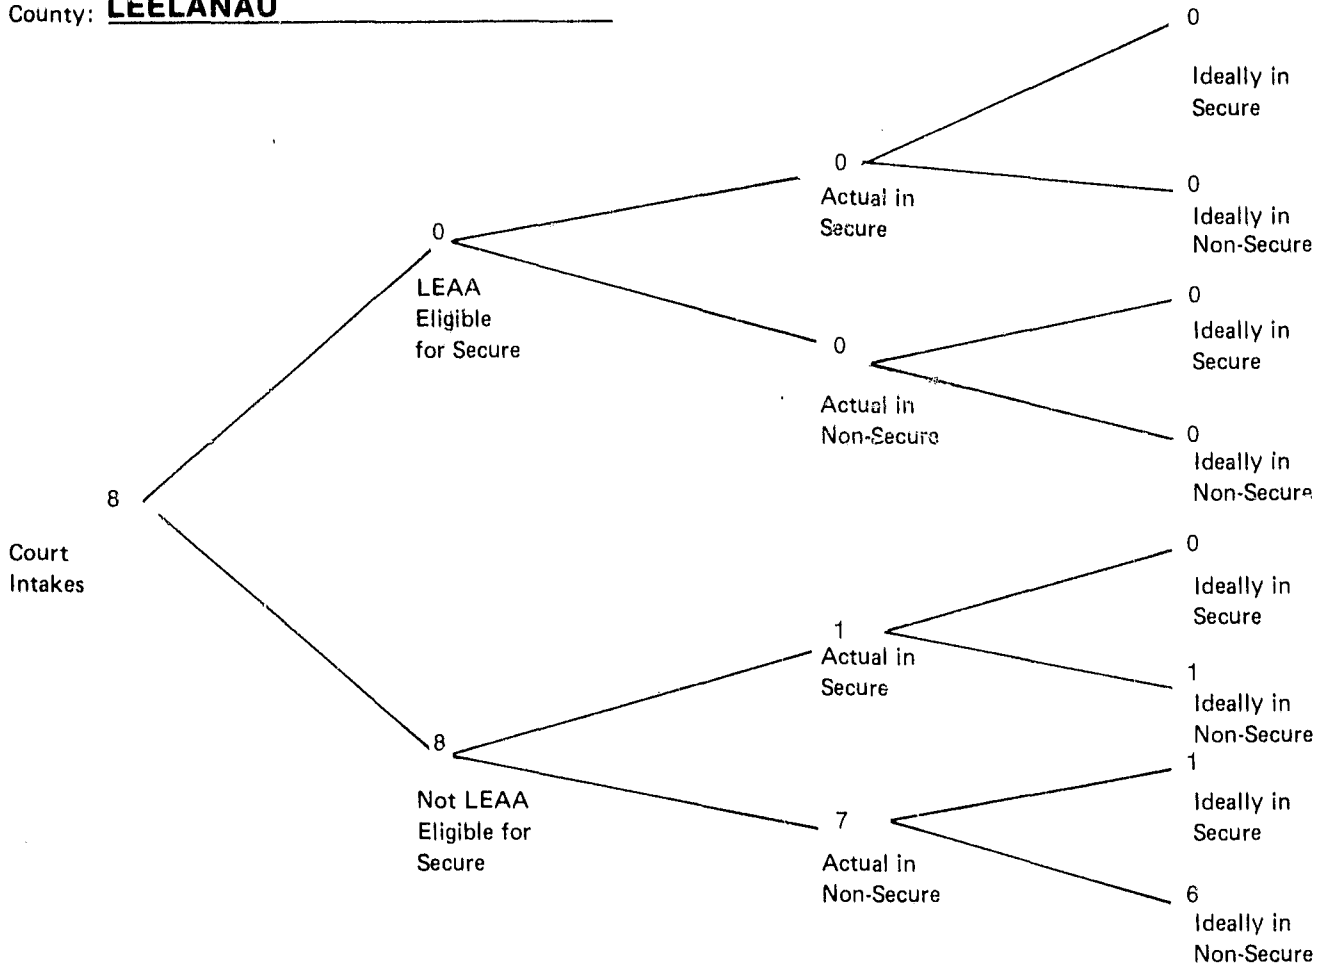 County: LEELANAU
0
Ideally in
Secure
0
Actual in
Secure
0
Ideally in
Non-Secure
0
LEAA
Eligible
for Secure
0
Ideally in
Secure
0
Actual in
Non-Secure
0
Ideally in
Non-Secure
8
Court
Intakes
0
Ideally in
Secure
1
Actual in
Secure
1
Ideally in
Non-Secure
8
Not LEAA
Eligible for
Secure
1
Ideally in
Secure
7
Actual in
Non-Secure
6
Ideally in
Non-Secure